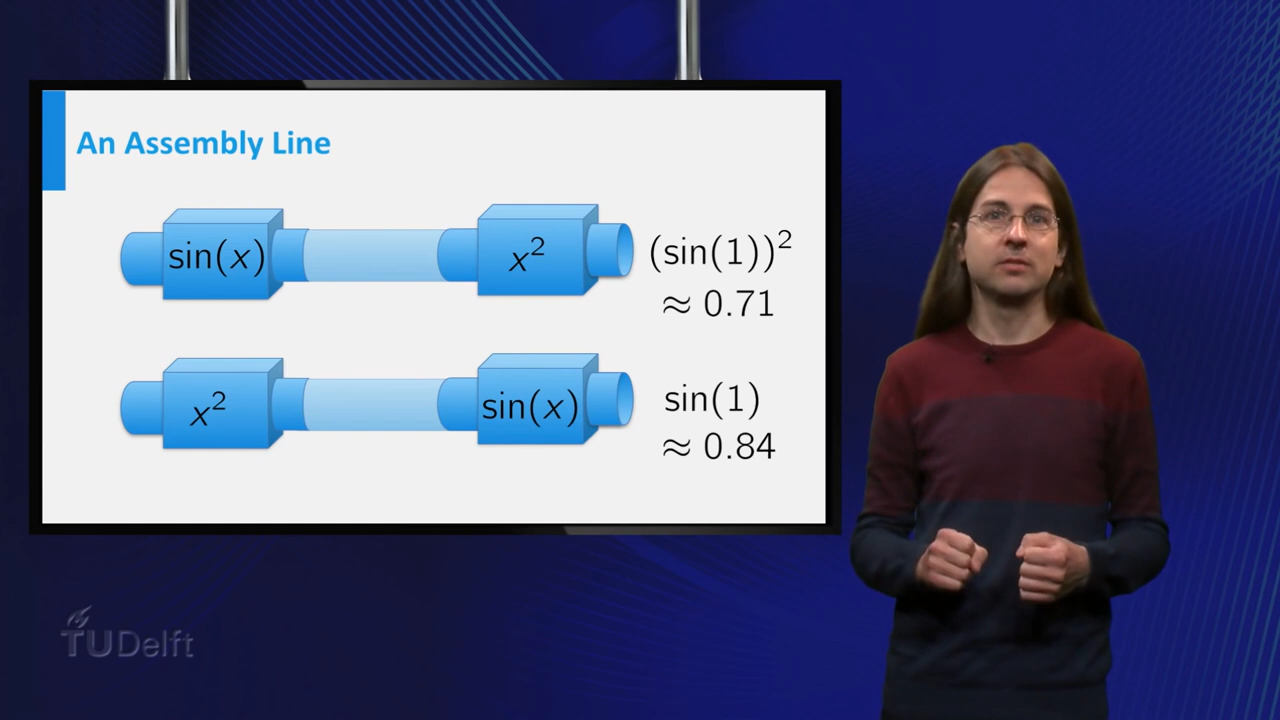 An Assembly Line
sin(x)
x²
(sin(1))²
≈ 0.71
x²
sin(x)
sin(1)
≈ 0.84
TUDelft